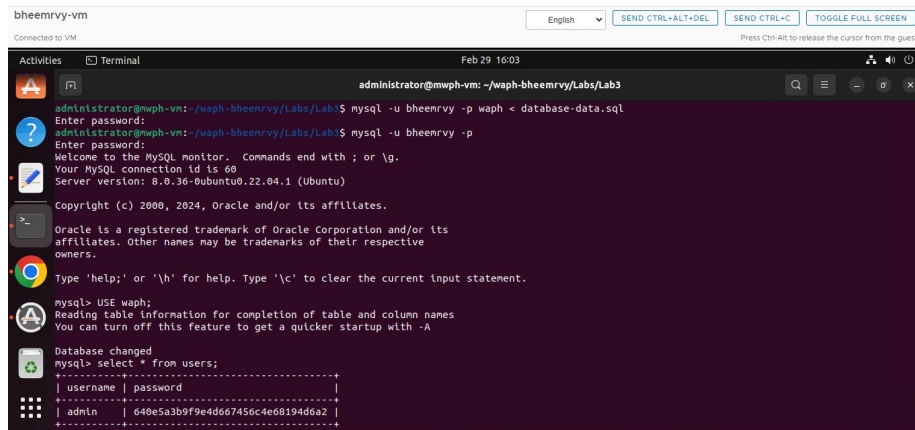 bheemrvy-vm
English
SEND CTRL+ALT+DEL
SEND CTRL+C
TOGGLE FULL SCREEN
Connected to VM
Press Ctrl-Alt to release the cursor from the gues
Activities
Terminal
Feb 29 16:03
administrator@mwph-vm: ~/waph-bheemrvy/Labs/Lab3
administrator@mwph-vm:~/waph-bheemrvy/Labs/Lab3$ mysql -u bheemrvy -p waph < database-data.sql
Enter password:
administrator@mwph-vm:~/waph-bheemrvy/Labs/Lab3$ mysql -u bheemrvy -p
Enter password:
Welcome to the MySQL monitor.  Commands end with ; or \g.
Your MySQL connection id is 60
Server version: 8.0.36-0ubuntu0.22.04.1 (Ubuntu)
Copyright (c) 2000, 2024, Oracle and/or its affiliates.
Oracle is a registered trademark of Oracle Corporation and/or its
affiliates. Other names may be trademarks of their respective
owners.
Type 'help;' or '\h' for help. Type '\c' to clear the current input statement.
mysql> USE waph;
Reading table information for completion of table and column names
You can turn off this feature to get a quicker startup with -A
Database changed
mysql> select * from users;
+----------+----------------------------------+
| username | password                         |
+----------+----------------------------------+
| admin    | 640e5a3b9f9e4d667456c4e68194d6a2 |
+----------+----------------------------------+